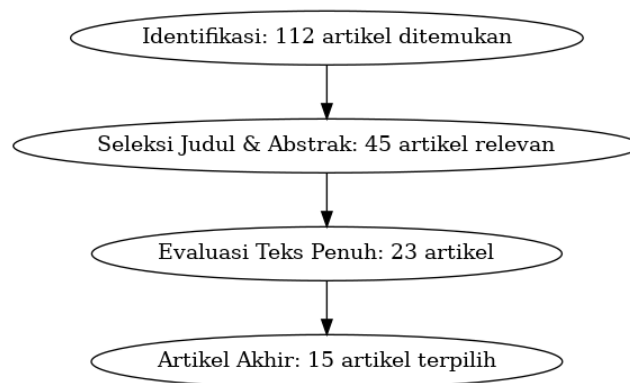 Identifikasi: 112 artikel ditemukan
Seleksi Judul & Abstrak: 45 artikel relevan
Evaluasi Teks Penuh: 23 artikel
Artikel Akhir: 15 artikel terpilih